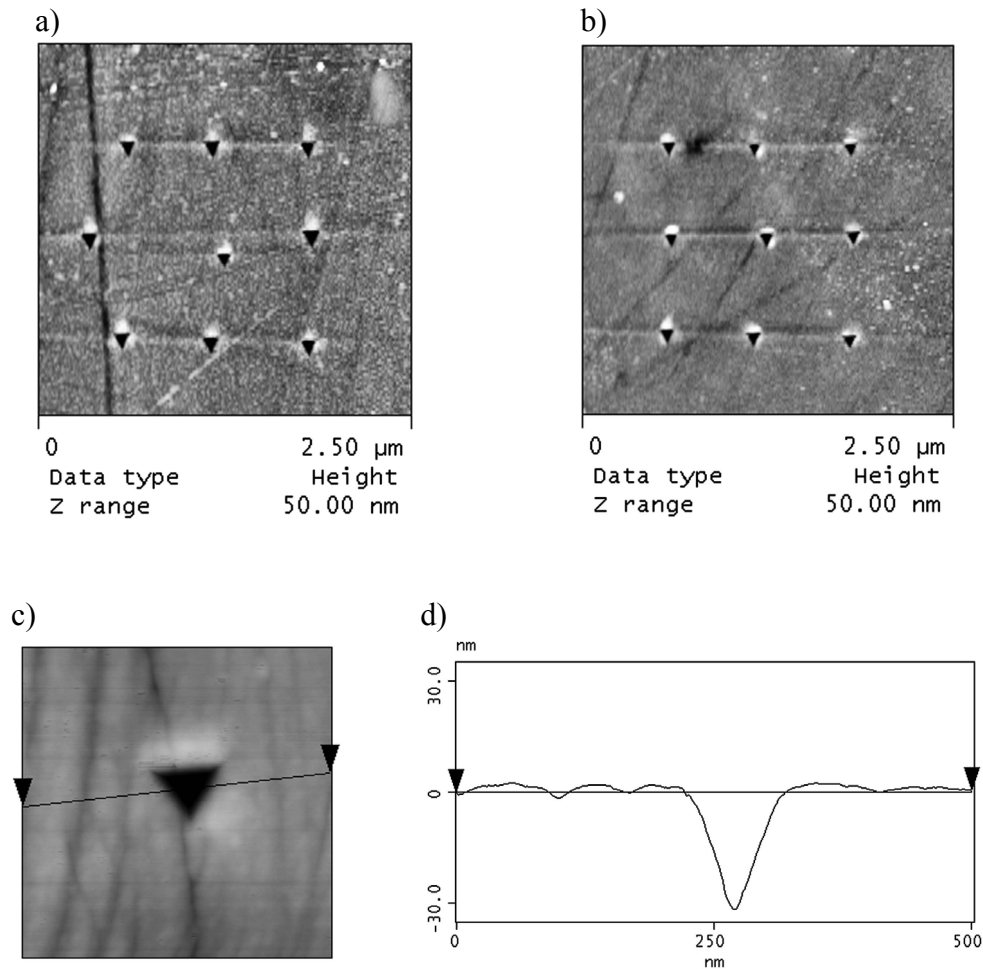 a)
b)
0 2.50 µm
Data type Height
Z range 50.00 nm
0 2.50 µm
Data type Height
Z range 50.00 nm
c)
d)
nm
30.0
0
-30.0
0 250 500
nm